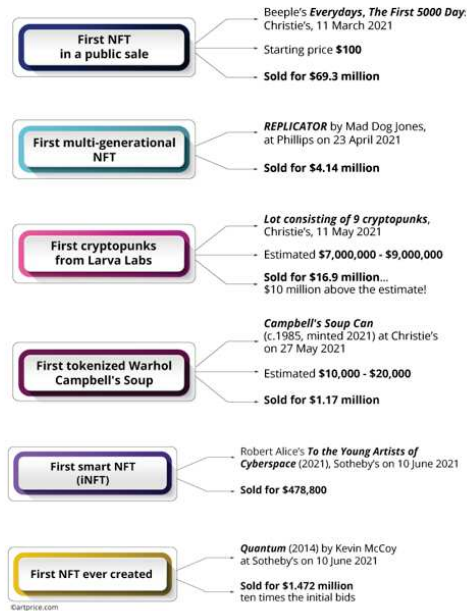 First NFT
in a public sale
Beeple's Everydays, The First 5000 Day
Christie's, 11 March 2021
Starting price $100
Sold for $69.3 million
First multi-generational
NFT
REPLICATOR by Mad Dog Jones,
at Phillips on 23 April 2021
Sold for $4.14 million
First cryptopunks
from Larva Labs
Lot consisting of 9 cryptopunks,
Christie's, 11 May 2021
Estimated $7,000,000 - $9,000,000
Sold for $16.9 million...
$10 million above the estimate!
First tokenized Warhol
Campbell's Soup
Campbell's Soup Can
(c.1985, minted 2021) at Christie's
on 27 May 2021
Estimated $10,000 - $20,000
Sold for $1.17 million
First smart NFT
(iNFT)
Robert Alice's To the Young Artists of
Cyberspace (2021), Sotheby's on 10 June 2021
Sold for $478,800
First NFT ever created
Quantum (2014) by Kevin McCoy
at Sotheby's on 10 June 2021
Sold for $1.472 million
ten times the initial bids
©artprice.com